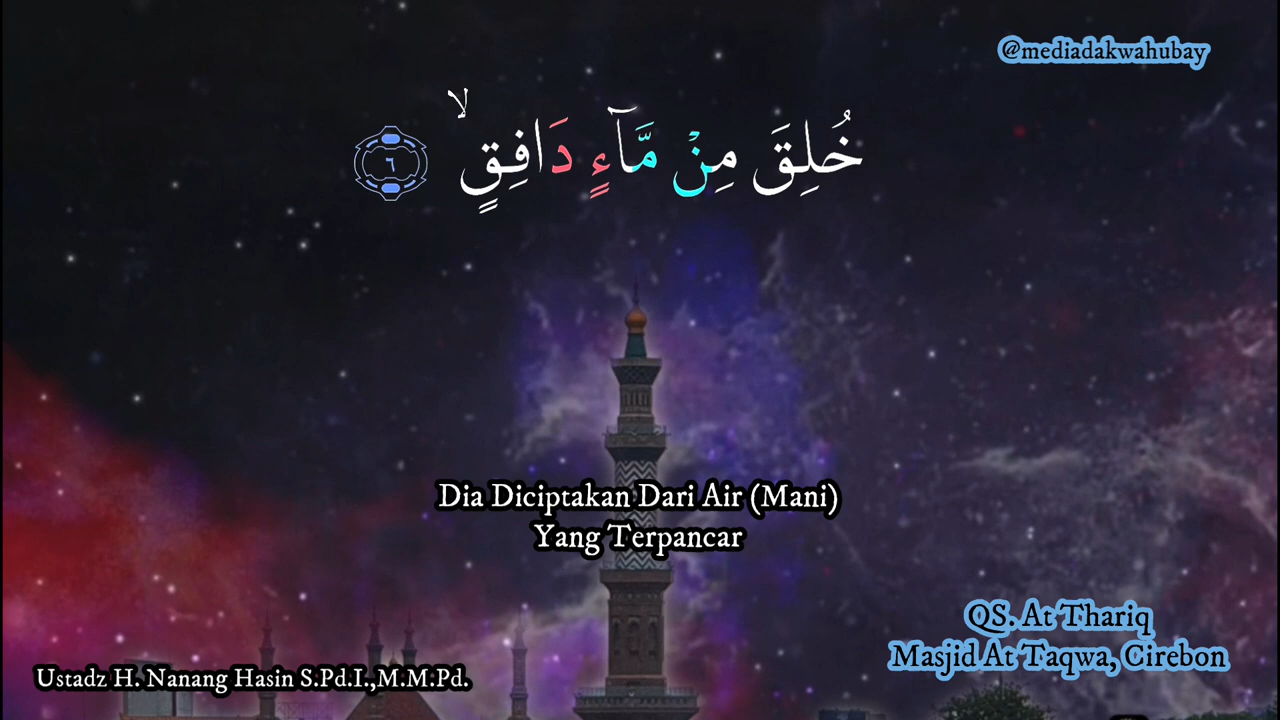 @mediadakwahubay
خُلِقَ مِنْ مَّآءٍ دَافِقٍۙ ٦
Dia Diciptakan Dari Air (Mani)
Yang Terpancar
QS. At Thariq
Masjid At Taqwa, Cirebon
Ustadz H. Nanang Hasin S.Pd.I.,M.M.Pd.